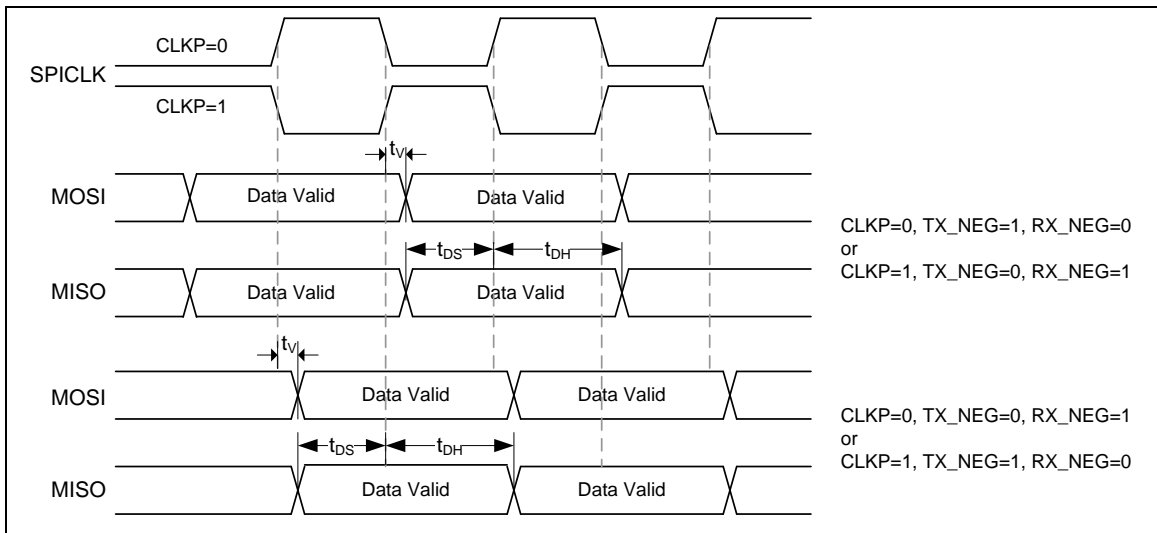 CLKP=0
SPICLK
CLKP=1
tV
MOSI
Data Valid
Data Valid
CLKP=0, TX_NEG=1, RX_NEG=0
or
CLKP=1, TX_NEG=0, RX_NEG=1
tDS
tDH
MISO
Data Valid
Data Valid
tV
MOSI
Data Valid
Data Valid
CLKP=0, TX_NEG=0, RX_NEG=1
or
CLKP=1, TX_NEG=1, RX_NEG=0
tDS
tDH
MISO
Data Valid
Data Valid